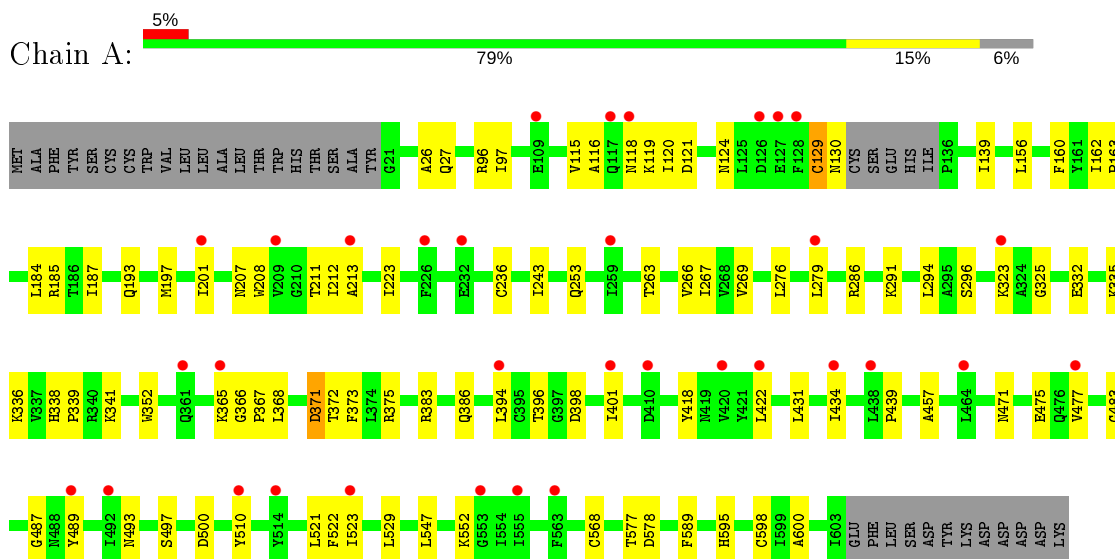 5%
Chain A:
79% 15% 6%
MET ALA PHE TYR SER CYS CYS TRP VAL LEU LEU ALA LEU THR TRP HIS THR SER ALA TYR G21 A26 Q27 R96 I97 E109 V115 A116 Q117 N118 K119 I120 D121 N124 L125 D126 E127 F128 C129 N130 CYS SER GLU HIS ILE P136 I139 L156 F160 Y161 I162
L184 R185 T186 I187 Q193 M197 I201 N207 W208 V209 G210 T211 I212 A213 I223 F226 E232 C236 I243 Q253 I259 T263 V266 I267 V268 V269 L276 L279 R286 K291 L294 A295 S296 K323 A324 G325 E332 K335
K336 V337 H338 P339 R340 K341 W352 Q361 K365 G366 P367 L368 D371 T372 F373 L374 R375 R383 Q386 L394 C395 T396 G397 D398 I401 D410 Y418 N419 V420 Y421 L422 L431 I434 L438 P439 A457 L464 N471 E475 Q476 V477
G487 N488 Y489 I492 N493 S497 D500 Y510 Y514 L521 F522 I523 L529 L547 K552 G553 I554 I555 F563 C568 T577 D578 F589 H595 C598 I599 A600 I603 GLU PHE LEU SER ASP TYR LYS ASP ASP ASP ASP LYS